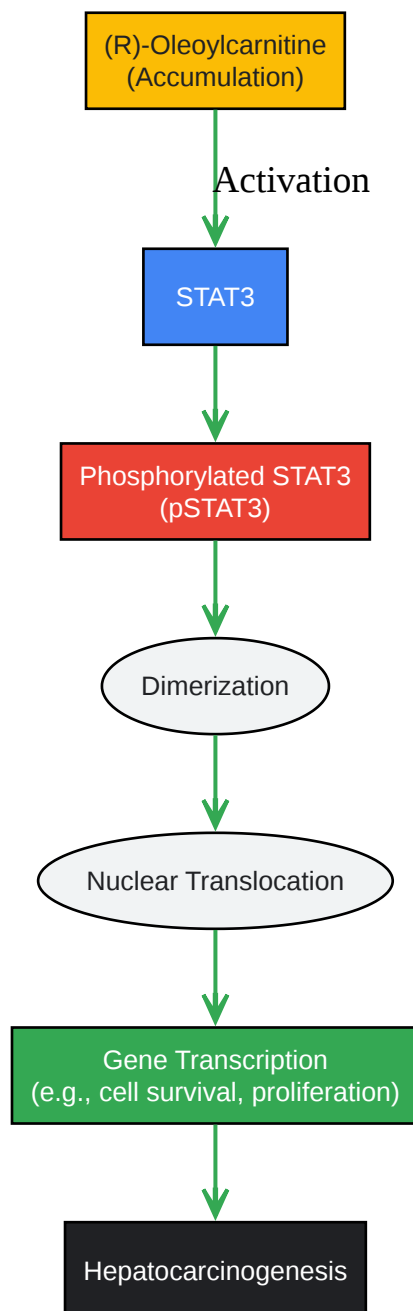 (R)-Oleoylcarnitine
(Accumulation)
Activation
STAT3
Phosphorylated STAT3
(pSTAT3)
Dimerization
Nuclear Translocation
Gene Transcription
(e.g., cell survival, proliferation)
Hepatocarcinogenesis